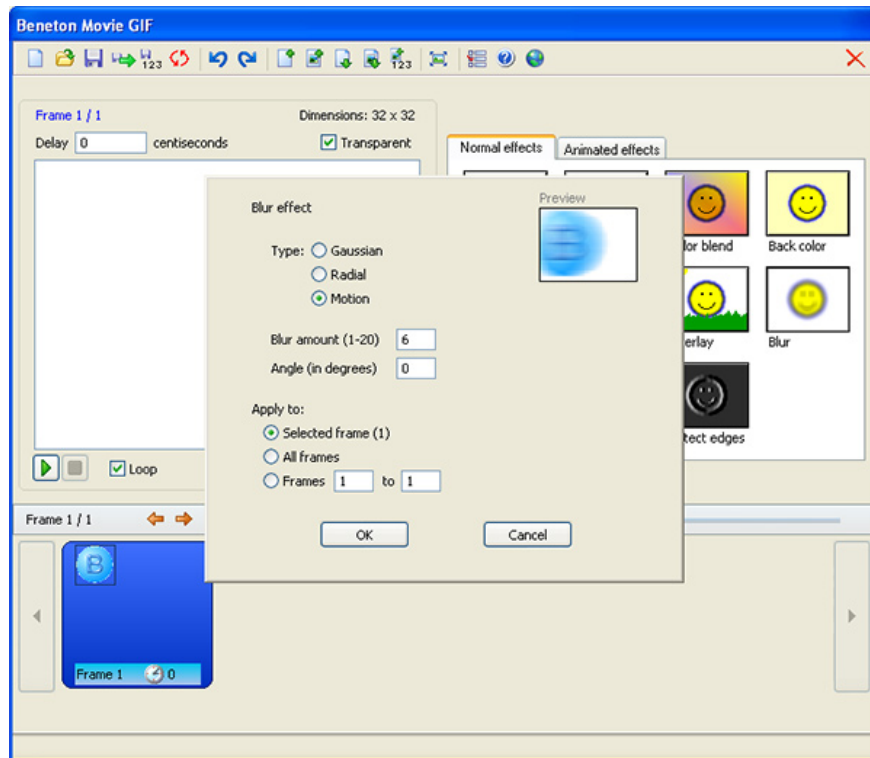 Beneton Movie GIF
123 123
Frame 1 / 1 Dimensions: 32 x 32
Delay 0 centiseconds Transparent
Normal effects Animated effects
Blur effect
Preview
Type: Gaussian
Radial
Motion
Blur amount (1-20) 6
Angle (in degrees) 0
Apply to:
Selected frame (1)
All frames
Frames 1 to 1
OK Cancel
lor blend Back color
erlay Blur
tect edges
Loop
Frame 1 / 1
B
Frame 1 0